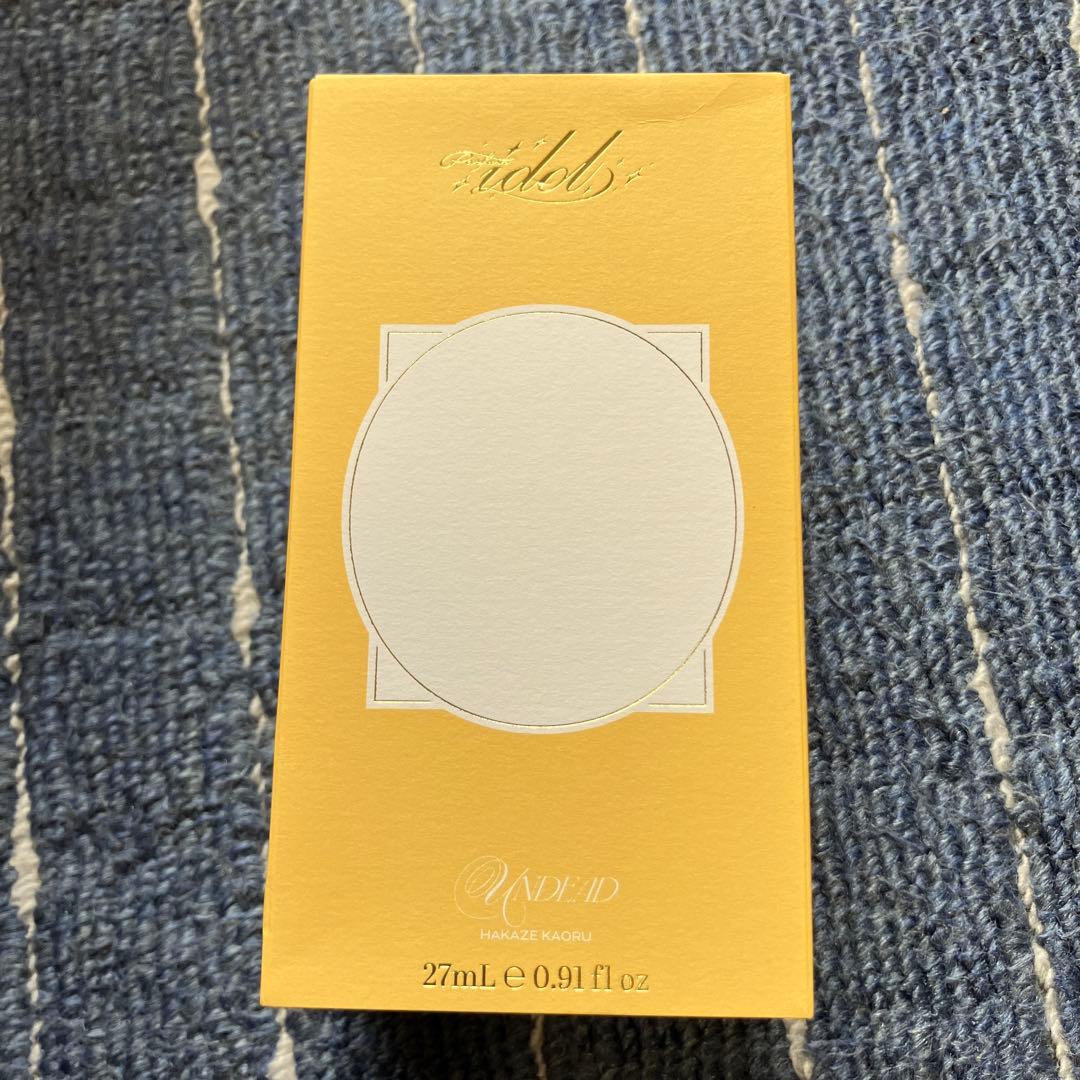 idol
UNDEAD
HAKAZE KAORU
27mL e 0.91 fl oz